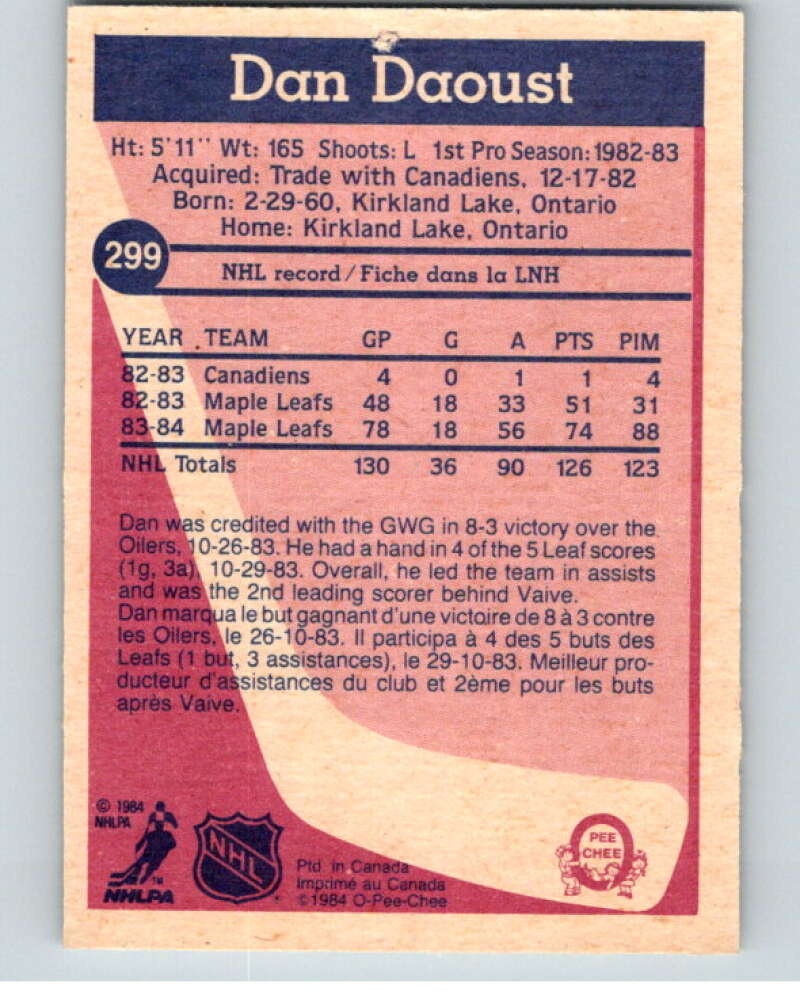 Dan Daoust
Ht: 5'11" Wt: 165 Shoots: L 1st Pro Season: 1982-83
Acquired: Trade with Canadiens, 12-17-82
Born: 2-29-60, Kirkland Lake, Ontario
Home: Kirkland Lake, Ontario
299
NHL record/Fiche dans la LNH
YEAR TEAM GP G A PTS PIM
82-83 Canadiens 4 0 1 1 4
82-83 Maple Leafs 48 18 33 51 31
83-84 Maple Leafs 78 18 56 74 88
NHL Totals 130 36 90 126 123
Dan was credited with the GWG in 8-3 victory over the
Oilers, 10-26-83. He had a hand in 4 of the 5 Leaf scores
(1g, 3a), 10-29-83. Overall, he led the team in assists
and was the 2nd leading scorer behind Vaive.
Dan marqua le but gagnant d'une victoire de 8 à 3 contre
les Oilers, le 26-10-83. Il participa à 4 des 5 buts des
Leafs (1 but, 3 assistances), le 29-10-83. Meilleur pro-
ducteur d'assistances du club et 2ème pour les buts
après Vaive.
© 1984
NHLPA
TM
NHLPA
NHL
Ptd in Canada
Imprimé au Canada
©1984 O-Pee-Chee
PEE
CHEE